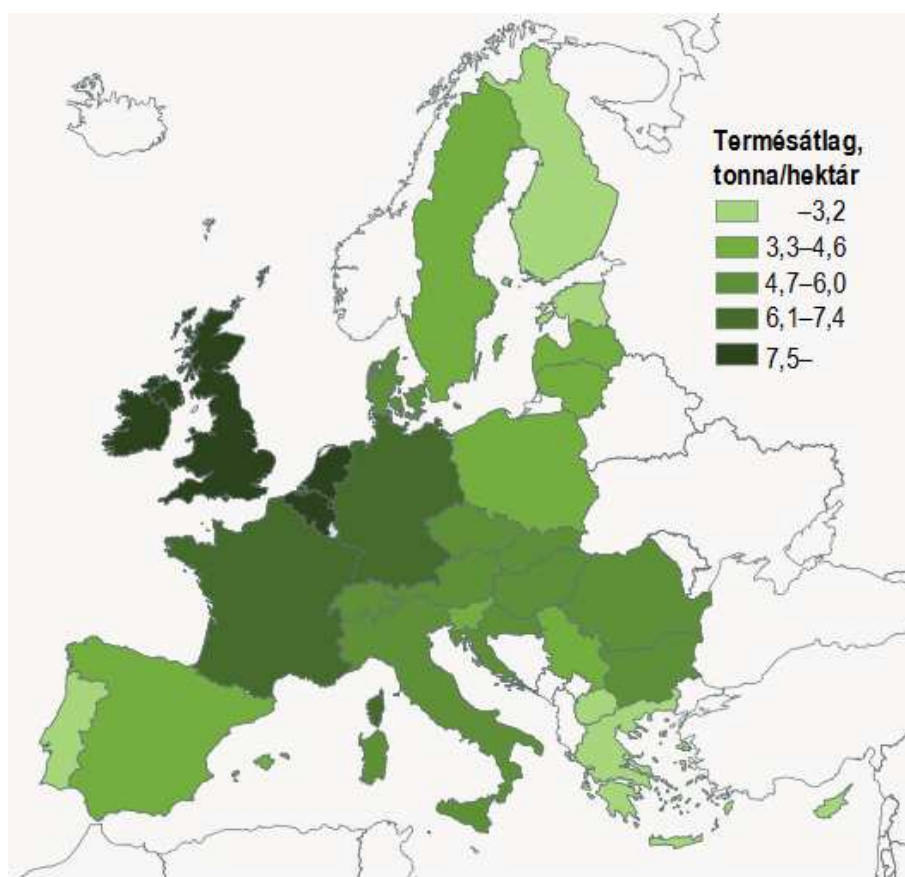 Termésátlag,
tonna/hektár
–3,2
3,3–4,6
4,7–6,0
6,1–7,4
7,5–